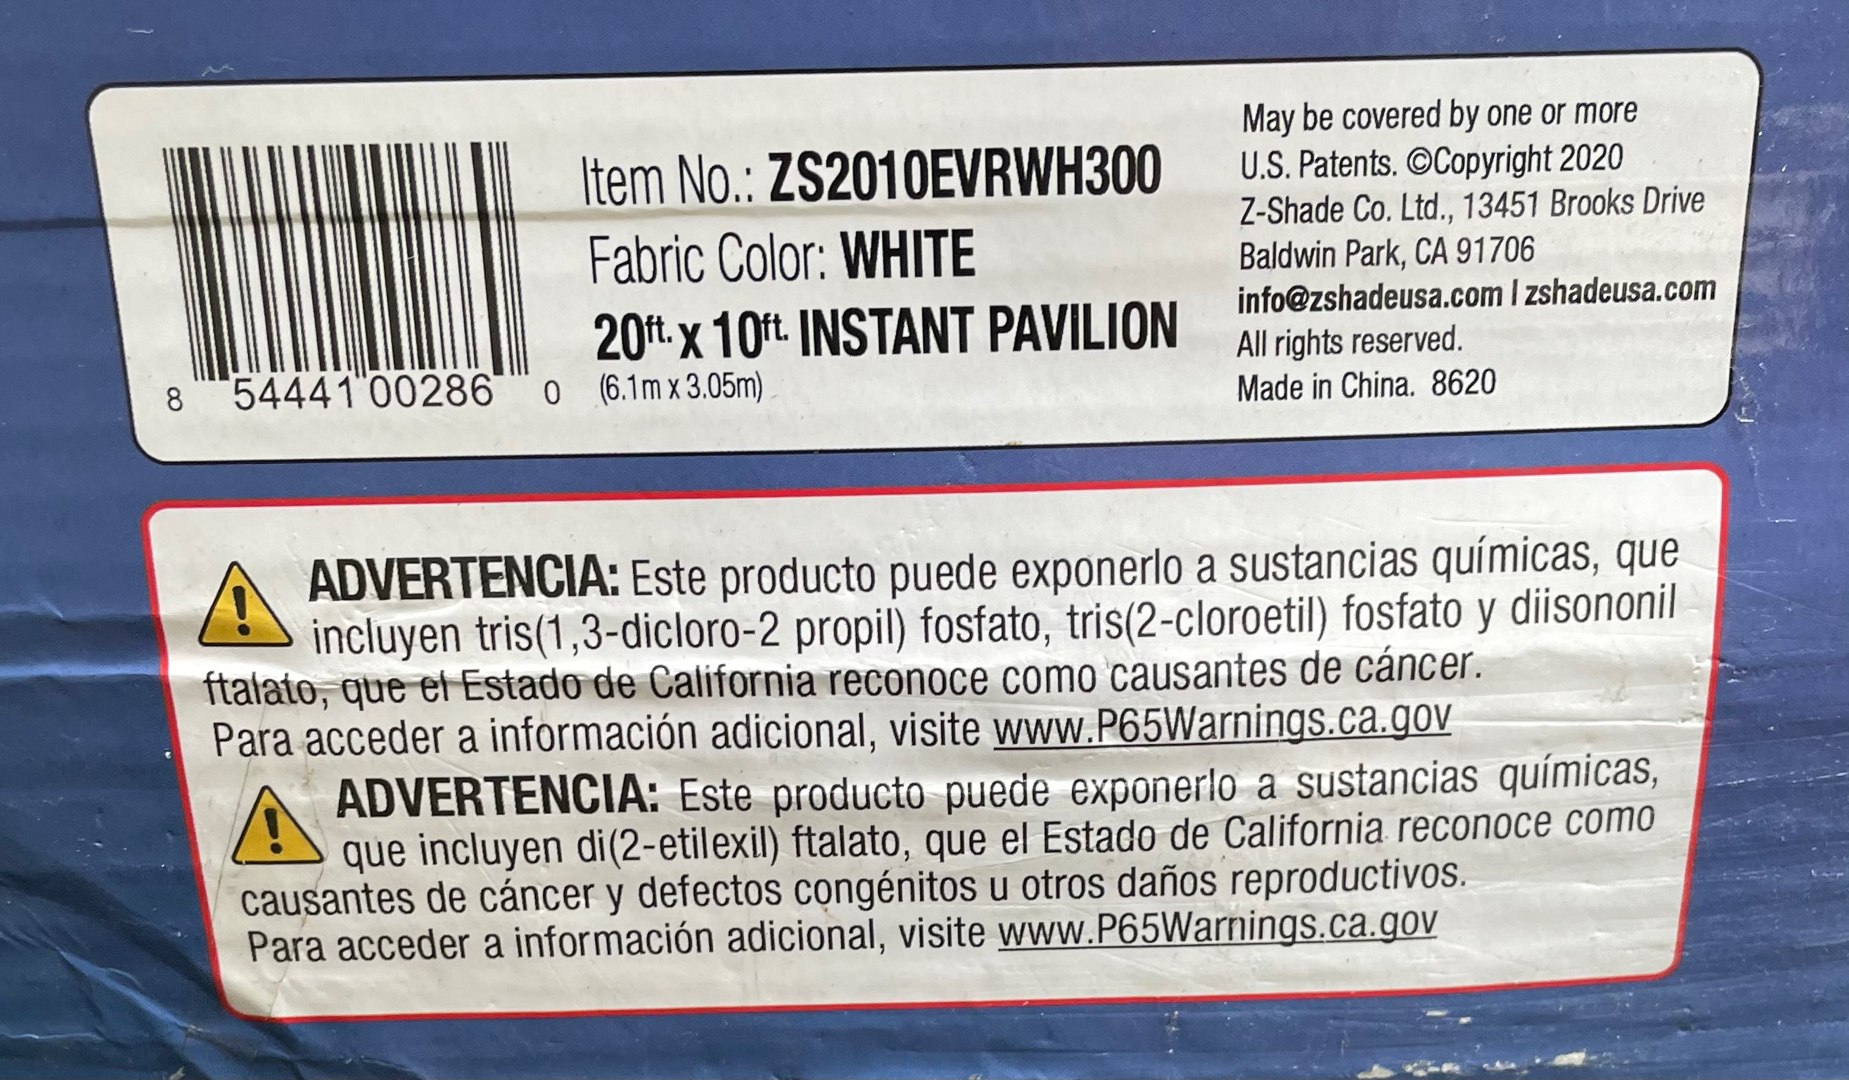 Item No.: ZS2010EVRWH300
Fabric Color: WHITE
20ft. x 10ft. INSTANT PAVILION
(6.1m x 3.05m)
8 54441 00286 0
May be covered by one or more
U.S. Patents. ©Copyright 2020
Z-Shade Co. Ltd., 13451 Brooks Drive
Baldwin Park, CA 91706
info@zshadeusa.com | zshadeusa.com
All rights reserved.
Made in China. 8620
ADVERTENCIA: Este producto puede exponerlo a sustancias químicas, que
incluyen tris(1,3-dicloro-2 propil) fosfato, tris(2-cloroetil) fosfato y diisononil
ftalato, que el Estado de California reconoce como causantes de cáncer.
Para acceder a información adicional, visite www.P65Warnings.ca.gov
ADVERTENCIA: Este producto puede exponerlo a sustancias químicas,
que incluyen di(2-etilexil) ftalato, que el Estado de California reconoce como
causantes de cáncer y defectos congénitos u otros daños reproductivos.
Para acceder a información adicional, visite www.P65Warnings.ca.gov